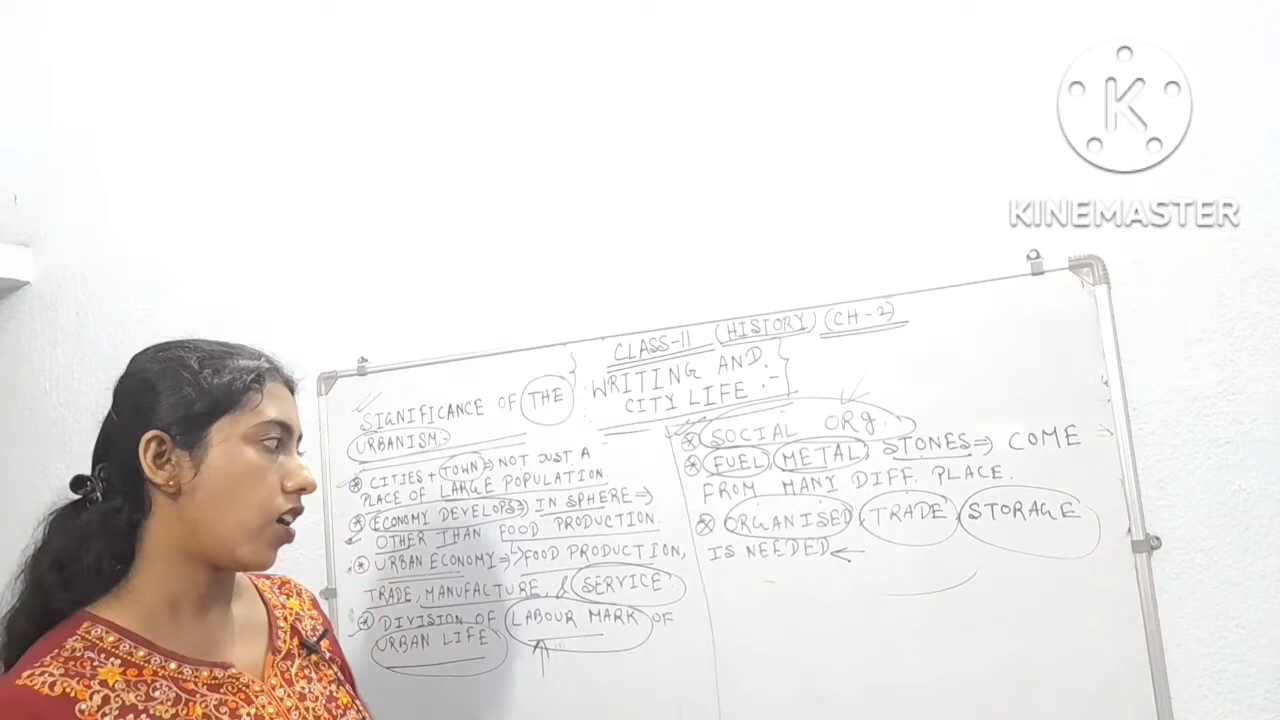 CLASS-11 (HISTORY) (CH-2)
WRITING AND
CITY LIFE :-
SIGNIFICANCE OF THE
URBANISM:-
CITIES + TOWN ⇒ NOT JUST A
PLACE OF LARGE POPULATION.
ECONOMY DEVELOPS ⇒ IN SPHERE ⇒
OTHER THAN FOOD PRODUCTION.
URBAN ECONOMY ⇒ FOOD PRODUCTION,
TRADE, MANUFACTURE, & SERVICE.
DIVISION OF LABOUR MARK OF
URBAN LIFE
SOCIAL ORG.
FUEL METAL, STONES ⇒ COME ⇒
FROM MANY DIFF. PLACE.
ORGANISED TRADE STORAGE
IS NEEDED ←
K
KINEMASTER